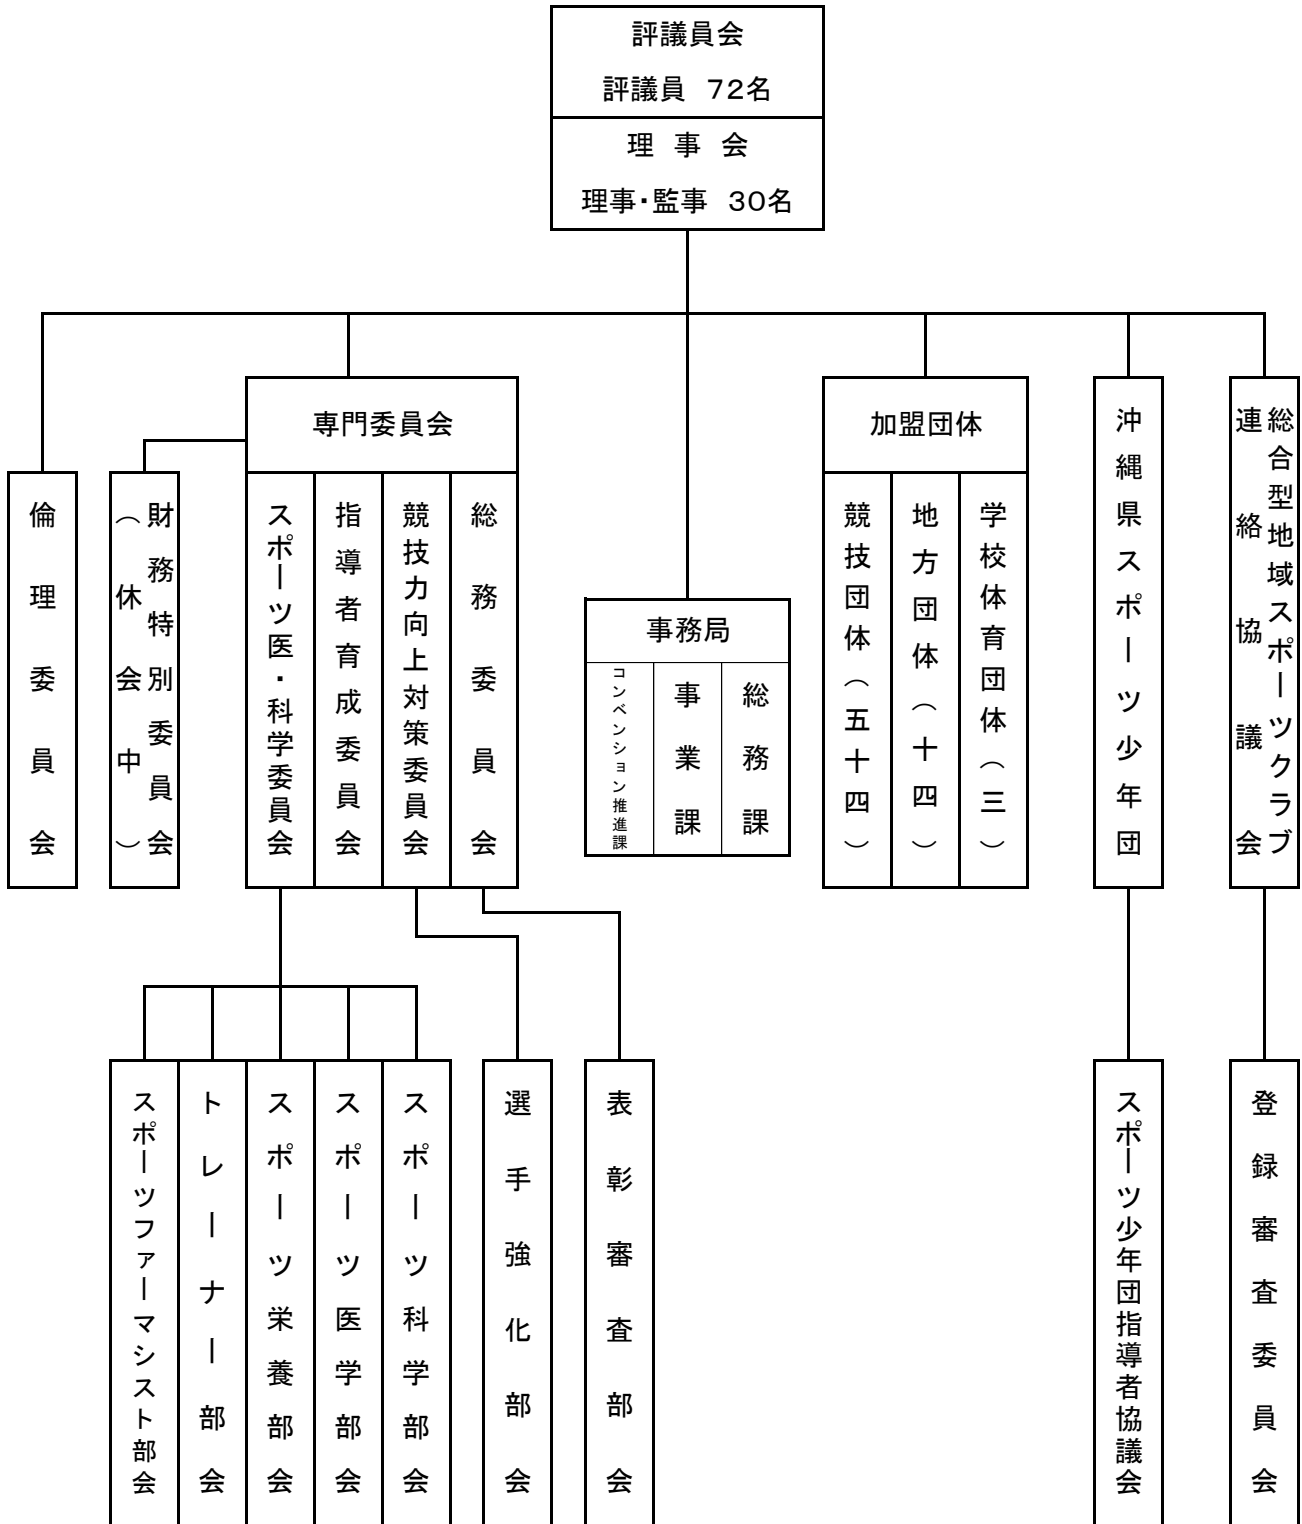 評議員会
評議員 72名
理 事 会
理事・監事 30名
専門委員会
加盟団体
沖縄県スポーツ少年団
総合型地域スポーツクラブ
連絡協議会
倫理委員会
財務特別委員会
（休会中）
スポーツ医・科学委員会
指導者育成委員会
競技力向上対策委員会
総務委員会
事務局
コンベンション推進課
事業課
総務課
競技団体（五十四）
地方団体（十四）
学校体育団体（三）
スポーツファーマシスト部会
トレーナー部会
スポーツ栄養部会
スポーツ医学部会
スポーツ科学部会
選手強化部会
表彰審査部会
スポーツ少年団指導者協議会
登録審査委員会